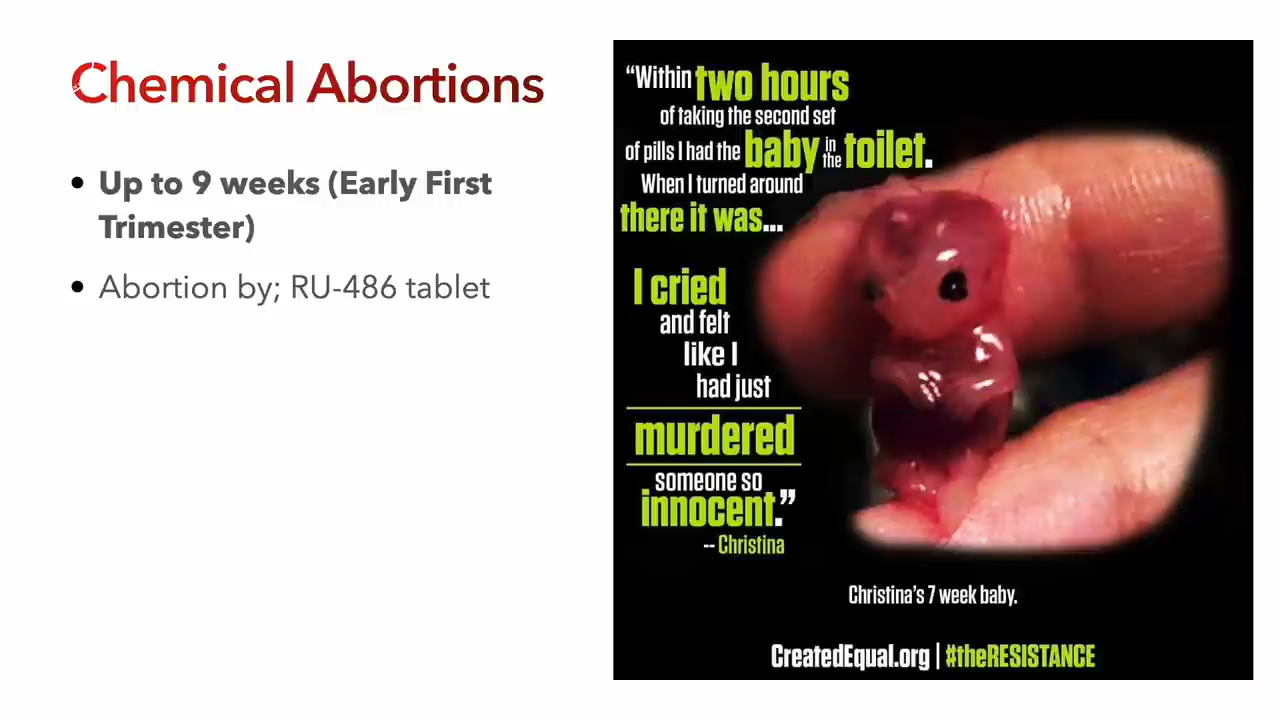 Chemical Abortions
• Up to 9 weeks (Early First
Trimester)
• Abortion by; RU-486 tablet
“Within two hours
of taking the second set
of pills I had the baby in the toilet.
When I turned around
there it was...
I cried
and felt
like I
had just
murdered
someone so
innocent.”
-- Christina
Christina’s 7 week baby.
CreatedEqual.org | #theRESISTANCE